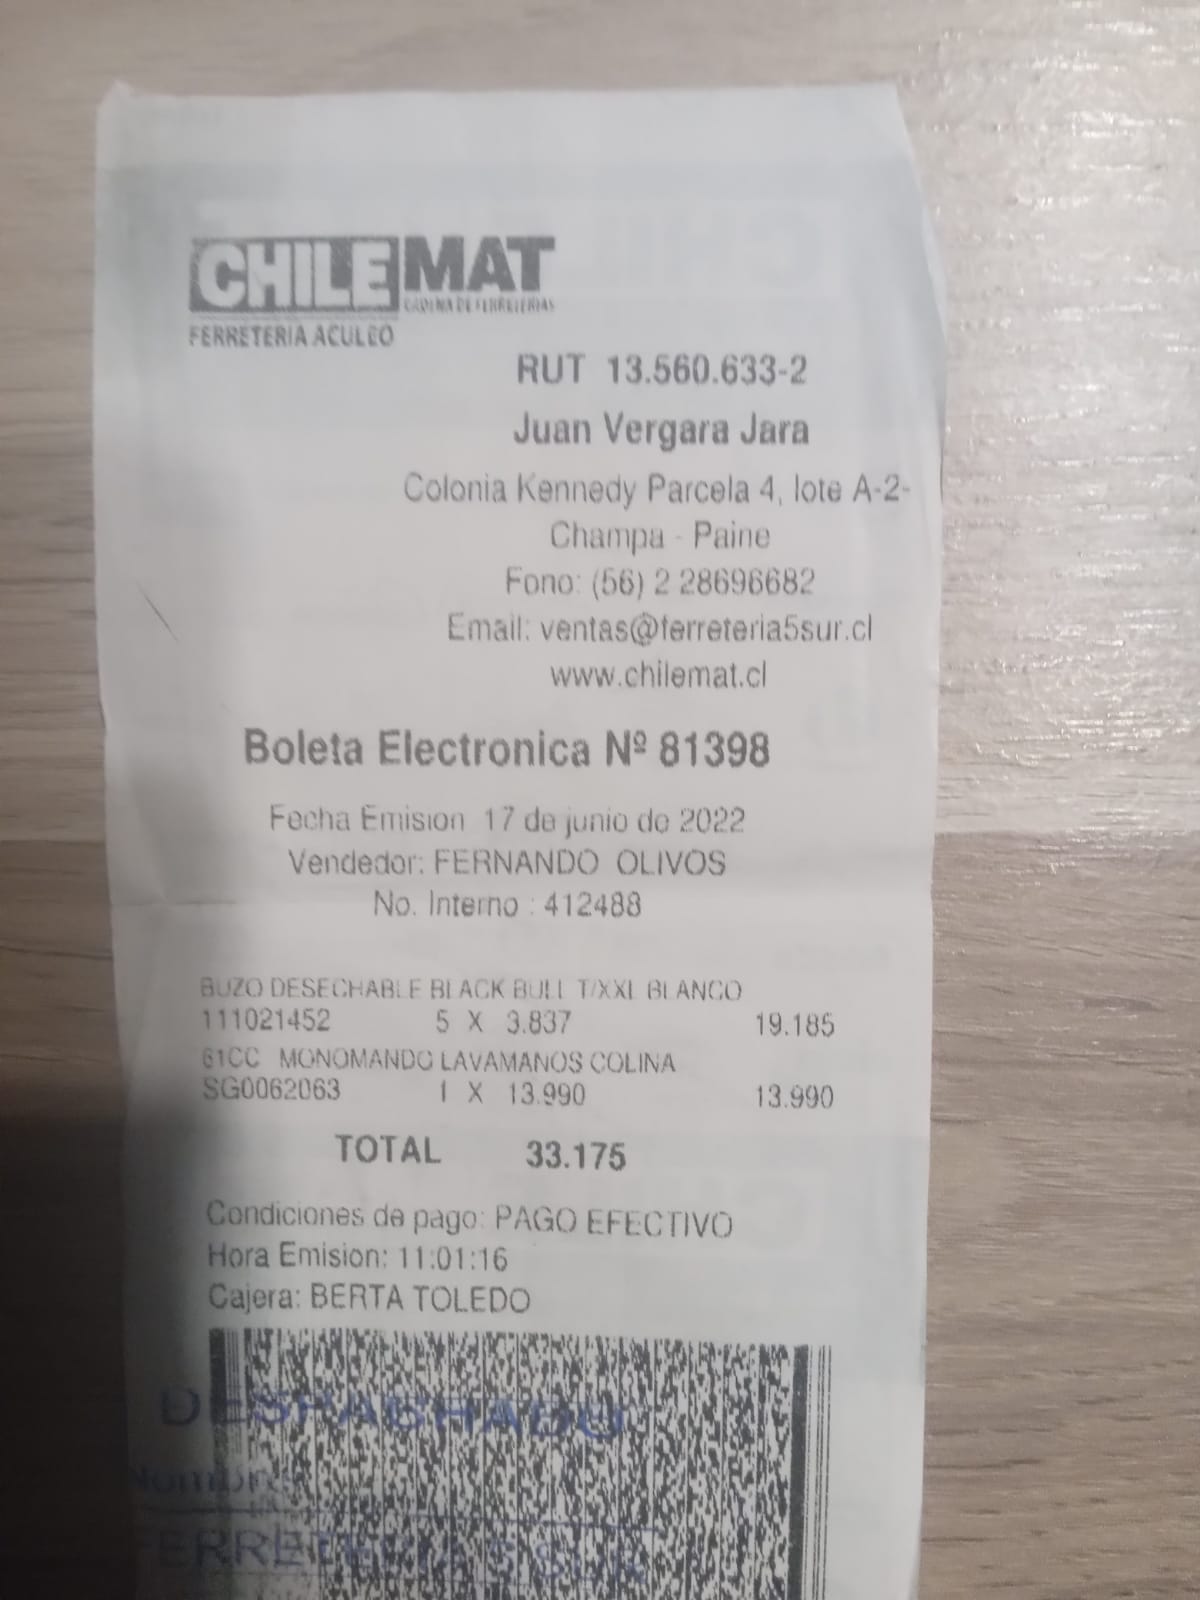 CHILEMAT
CADENA DE FERRETERIAS
FERRETERIA ACULEO
RUT 13.560.633-2
Juan Vergara Jara
Colonia Kennedy Parcela 4, lote A-2-
Champa - Paine
Fono: (56) 2 28696682
Email: ventas@ferreteria5sur.cl
www.chilemat.cl
Boleta Electronica Nº 81398
Fecha Emision 17 de junio de 2022
Vendedor: FERNANDO OLIVOS
No. Interno : 412488
BUZO DESECHABLE BLACK BULL T/XXL BLANCO
111021452 5 X 3.837 19.185
61CC MONOMANDO LAVAMANOS COLINA
SG0062063 1 X 13.990 13.990
TOTAL 33.175
Condiciones de pago: PAGO EFECTIVO
Hora Emision: 11:01:16
Cajera: BERTA TOLEDO
DESPACHADO
Nombre
FERRETERIA 5 SUR